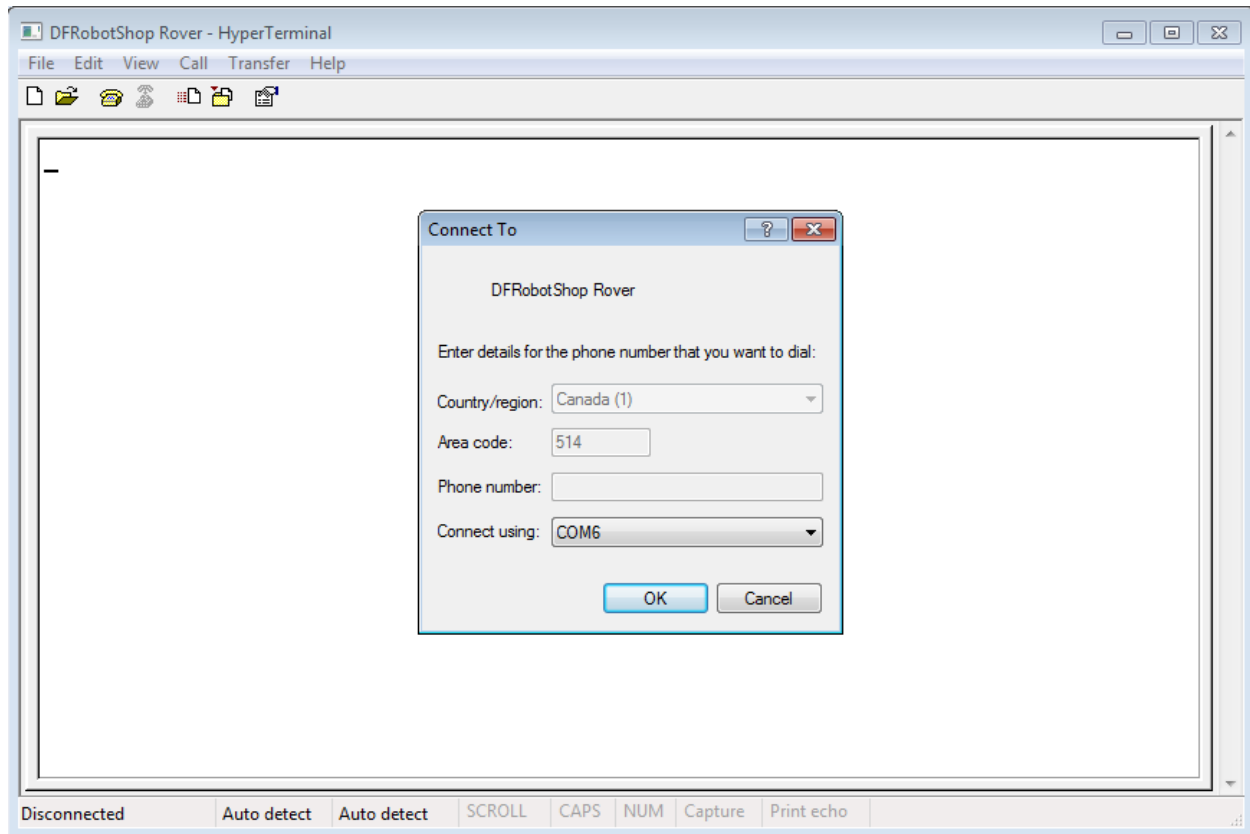 DFRobotShop Rover - HyperTerminal
File Edit View Call Transfer Help
Connect To
DFRobotShop Rover
Enter details for the phone number that you want to dial:
Country/region: Canada (1)
Area code: 514
Phone number:
Connect using: COM6
OK Cancel
Disconnected Auto detect Auto detect SCROLL CAPS NUM Capture Print echo